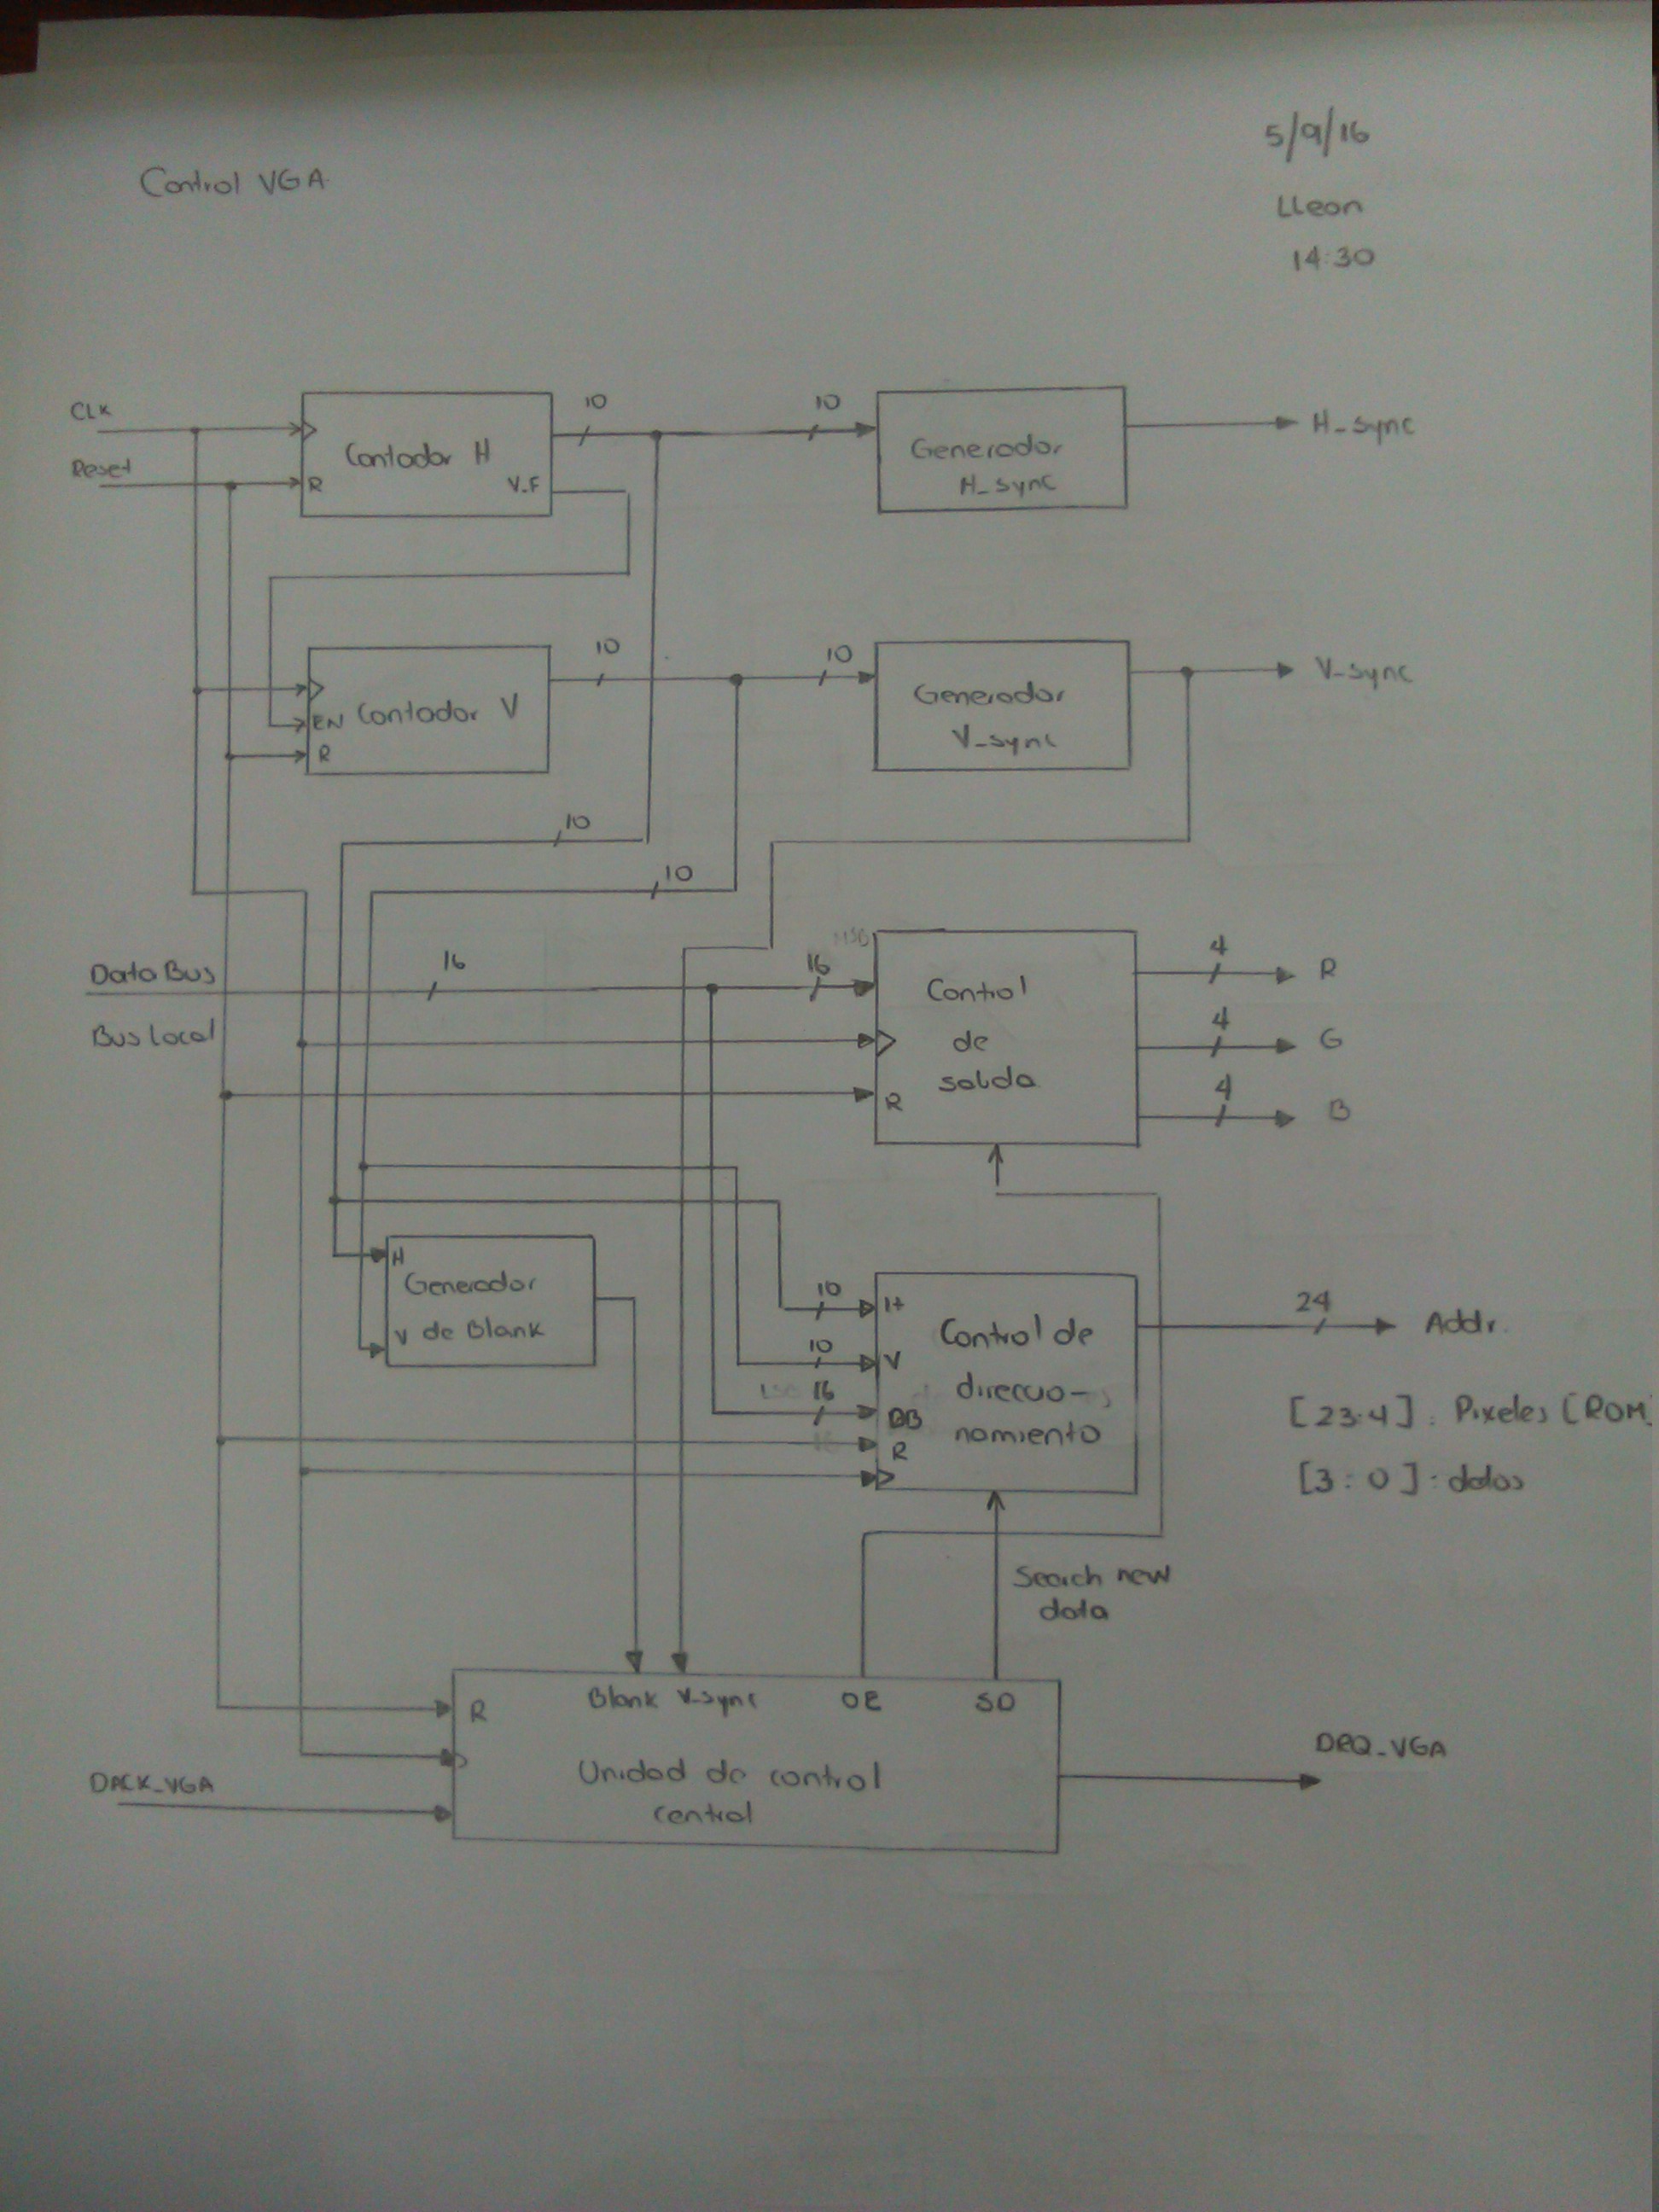 5/9/16
Control VGA
LLeon
14:30
CLK
10
10
H_sync
Contador H
Generador
H_sync
Reset
R
V.F
10
10
V_sync
Generador
V_sync
EN
Contador V
R
10
10
Data Bus
16
16
4
R
Control
de
salida
Bus Local
4
G
R
4
B
H
Generador
V de Blank
10
H
24
Addr.
Control de
direccio-
namiento
10
V
16
DB
R
[23:4] : Pixeles (ROM
[3:0] : datos
Search new
data
R
Blank V_sync
OE
SD
DRQ_VGA
Unidad de control
central
DACK_VGA